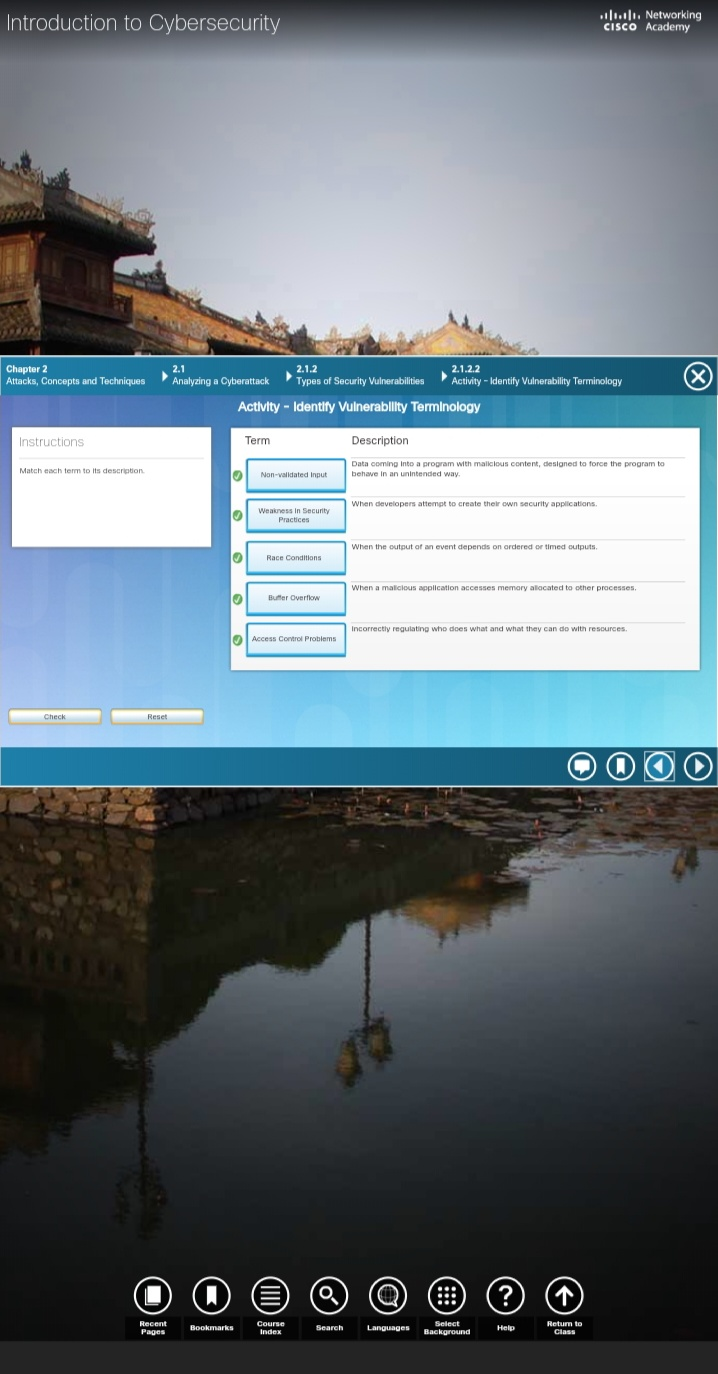 Introduction to Cybersecurity
CISCO
Networking
Academy
Chapter 2
Attacks, Concepts and Techniques
2.1
Analyzing a Cyberattack
2.1.2
Types of Security Vulnerabilities
2.1.2.2
Activity – Identify Vulnerability Terminology
Activity – Identify Vulnerability Terminology
Instructions
Match each term to its description.
Term
Description
Non-validated Input
Data coming into a program with malicious content, designed to force the program to
behave in an unintended way.
Weakness in Security
Practices
When developers attempt to create their own security applications.
Race Conditions
When the output of an event depends on ordered or timed outputs.
Buffer Overflow
When a malicious application accesses memory allocated to other processes.
Access Control Problems
Incorrectly regulating who does what and what they can do with resources.
Check
Reset
Recent
Pages
Bookmarks
Course
Index
Search
Languages
Select
Background
?
Help
Return to
Class